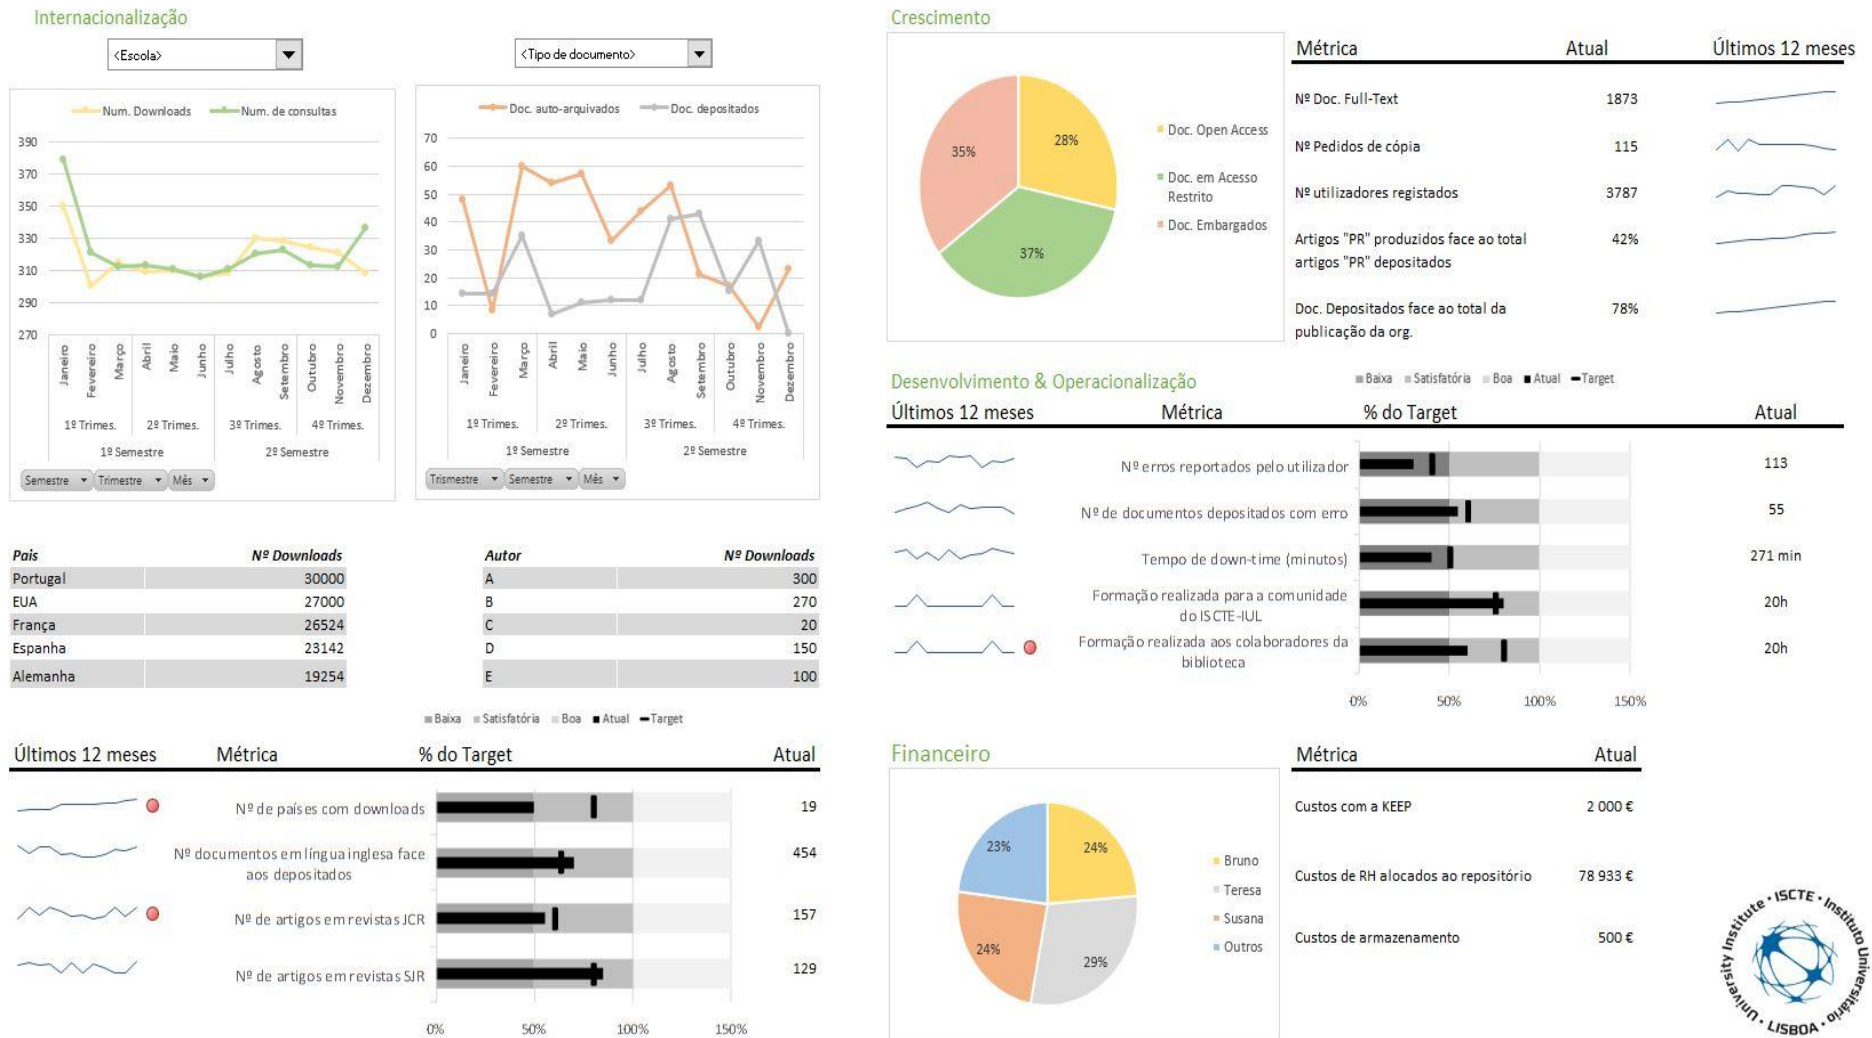 Internacionalização
<Escola>
<Tipo de documento>
Num. Downloads
Num. de consultas
390
370
350
330
310
290
270
Janeiro
Fevereiro
Março
Abril
Maio
Junho
Julho
Agosto
Setembro
Outubro
Novembro
Dezembro
1º Trimes.
2º Trimes.
3º Trimes.
4º Trimes.
1º Semestre
2º Semestre
Semestre
Trimestre
Mês
Doc. auto-arquivados
Doc. depositados
70
60
50
40
30
20
10
0
Janeiro
Fevereiro
Março
Abril
Maio
Junho
Julho
Agosto
Setembro
Outubro
Novembro
Dezembro
1º Trimes.
2º Trimes.
3º Trimes.
4º Trimes.
1º Semestre
2º Semestre
Trismestre
Semestre
Mês
Pais Nº Downloads
Portugal 30000
EUA 27000
França 26524
Espanha 23142
Alemanha 19254
Autor Nº Downloads
A 300
B 270
C 20
D 150
E 100
Baixa Satisfatória Boa Atual Target
Últimos 12 meses Métrica % do Target Atual
Nº de países com downloads 19
Nº documentos em língua inglesa face
aos depositados
454
Nº de artigos em revistas JCR 157
Nº de artigos em revistas SJR 129
0% 50% 100% 150%
Crescimento
28%
37%
35%
Doc. Open Access
Doc. em Acesso
Restrito
Doc. Embargados
Métrica Atual Últimos 12 meses
Nº Doc. Full-Text 1873
Nº Pedidos de cópia 115
Nº utilizadores registados 3787
Artigos "PR" produzidos face ao total
artigos "PR" depositados
42%
Doc. Depositados face ao total da
publicação da org.
78%
Desenvolvimento & Operacionalização
Baixa Satisfatória Boa Atual Target
Últimos 12 meses Métrica % do Target Atual
Nº erros reportados pelo utilizador 113
Nº de documentos depositados com erro 55
Tempo de down-time (minutos) 271 min
Formação realizada para a comunidade
do ISCTE-IUL
20h
Formação realizada aos colaboradores da
biblioteca
20h
0% 50% 100% 150%
Financeiro
24%
29%
24%
23%
Bruno
Teresa
Susana
Outros
Métrica Atual
Custos com a KEEP 2 000 €
Custos de RH alocados ao repositório 78 933 €
Custos de armazenamento 500 €
ISCTE · Instituto Universitário · LISBOA · University Institute ·